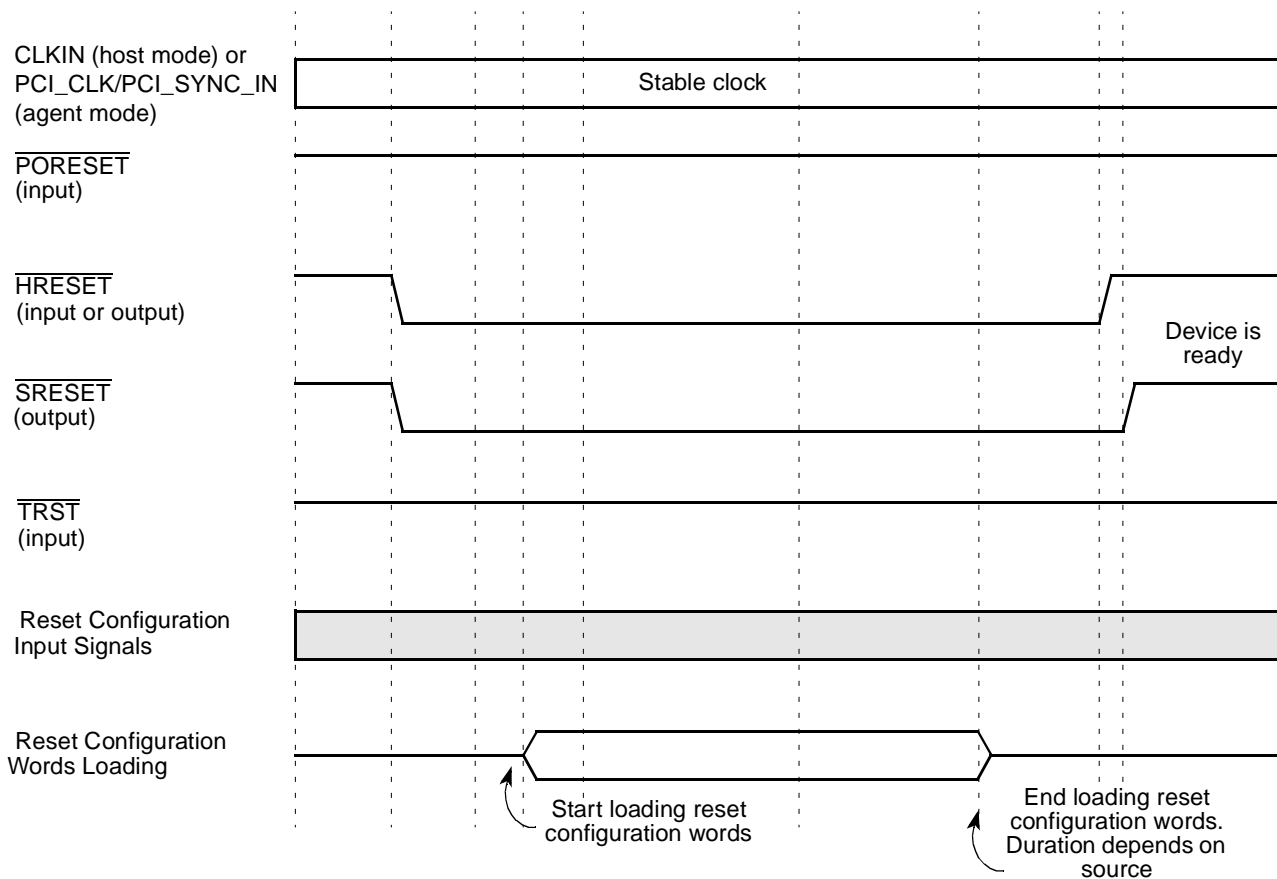 CLKIN (host mode) or
PCI_CLK/PCI_SYNC_IN
(agent mode)
Stable clock
PORESET
(input)
HRESET
(input or output)
Device is
ready
SRESET
(output)
TRST
(input)
Reset Configuration
Input Signals
Reset Configuration
Words Loading
Start loading reset
configuration words
End loading reset
configuration words.
Duration depends on
source